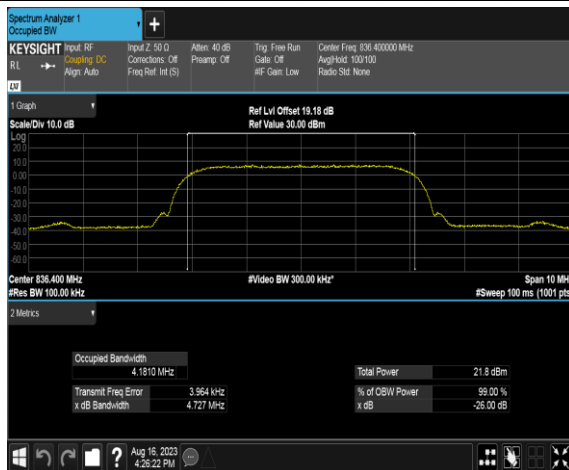 Spectrum Analyzer 1
Occupied BW
KEYSIGHT
RL
LXI
Input: RF
Coupling: DC
Align: Auto
Input Z: 50 Ω
Corrections: Off
Freq Ref: Int (S)
Atten: 40 dB
Preamp: Off
Trig: Free Run
Gate: Off
#IF Gain: Low
Center Freq: 836.400000 MHz
Avg|Hold: 100/100
Radio Std: None
1 Graph
Scale/Div 10.0 dB
Ref Lvl Offset 19.18 dB
Ref Value 30.00 dBm
Log
20.0
10.0
0.00
-10.0
-20.0
-30.0
-40.0
-50.0
-60.0
Center 836.400 MHz
#Video BW 300.00 kHz*
Span 10 MH
#Res BW 100.00 kHz
#Sweep 100 ms (1001 pts
2 Metrics
Occupied Bandwidth
4.1810 MHz
Total Power 21.8 dBm
Transmit Freq Error 3.964 kHz
% of OBW Power 99.00 %
x dB Bandwidth 4.727 MHz
x dB -26.00 dB
?
Aug 16, 2023
4:26:22 PM